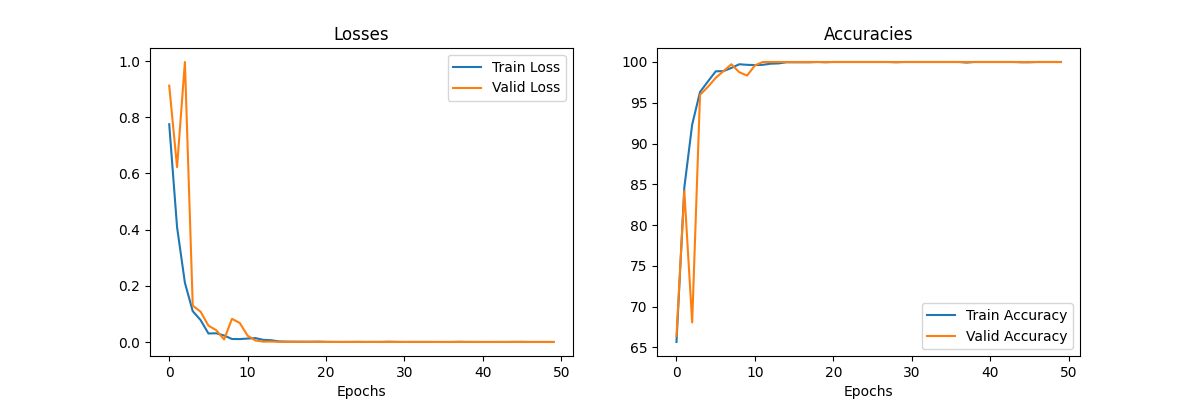 Losses
1.0
0.8
0.6
0.4
0.2
0.0
Train Loss
Valid Loss
0 10 20 30 40 50
Epochs
Accuracies
100
95
90
85
80
75
70
65
Train Accuracy
Valid Accuracy
0 10 20 30 40 50
Epochs